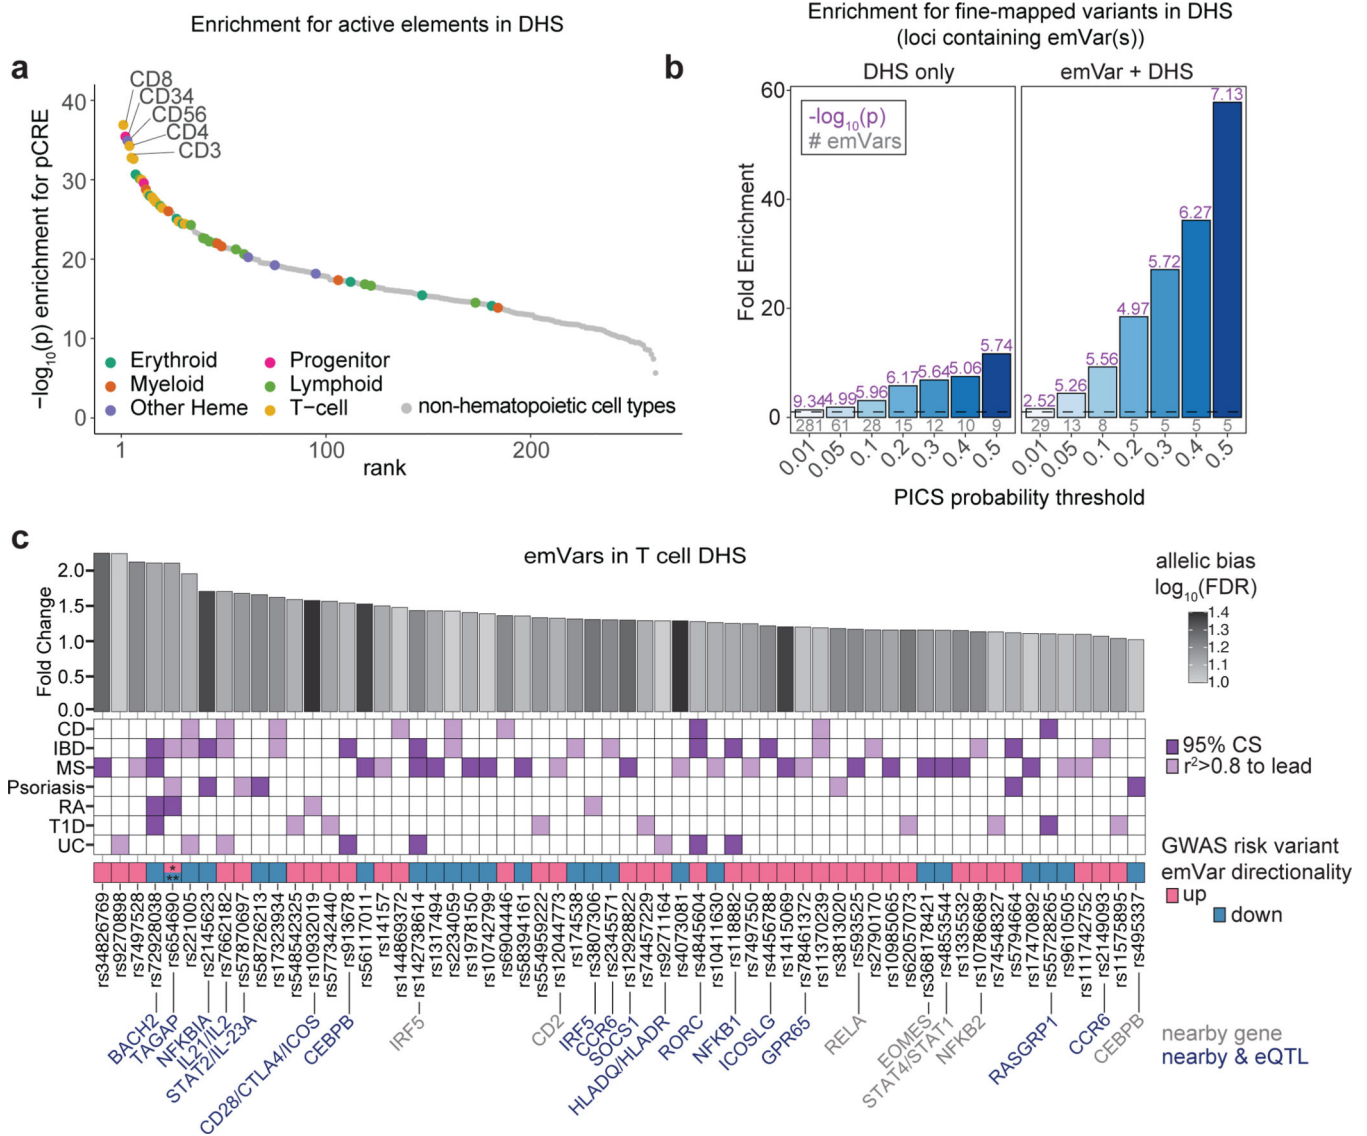 Enrichment for active elements in DHS
a
−log10(p) enrichment for pCRE
40
30
20
10
0
CD8
CD34
CD56
CD4
CD3
Erythroid
Myeloid
Other Heme
Progenitor
Lymphoid
T−cell
non-hematopoietic cell types
1
100
200
rank
Enrichment for fine-mapped variants in DHS
(loci containing emVar(s))
b
DHS only
emVar + DHS
Fold Enrichment
60
40
20
0
-log10(p)
# emVars
9.34 4.99 5.96 6.17 5.64 5.06 5.74
281 61 28 15 12 10 9
2.52 5.26 5.56 4.97 5.72 6.27 7.13
29 13 8 5 5 5 5
0.01 0.05 0.1 0.2 0.3 0.4 0.5
0.01 0.05 0.1 0.2 0.3 0.4 0.5
PICS probability threshold
c
emVars in T cell DHS
Fold Change
2.0
1.5
1.0
0.5
0.0
allelic bias
log10(FDR)
1.4
1.3
1.2
1.1
1.0
CD
IBD
MS
Psoriasis
RA
T1D
UC
95% CS
r2>0.8 to lead
GWAS risk variant
emVar directionality
up
down
*
**
rs34826769
rs9270898
rs7497528
rs72928038
rs654690
rs221005
rs2145623
rs7662182
rs57870697
rs58726213
rs17323934
rs548542325
rs10932019
rs577342440
rs913678
rs56117011
rs14157
rs144869372
rs142738614
rs1317494
rs2234059
rs1978150
rs10742799
rs6904446
rs58394161
rs554959222
rs12044773
rs174538
rs3807306
rs2345571
rs12928822
rs74457229
rs9271164
rs4073081
rs4845604
rs10411630
rs1118882
rs7497550
rs4456788
rs1415069
rs78461372
rs11370239
rs3813020
rs593525
rs2790170
rs10985065
rs62057073
rs368178421
rs4853544
rs1335532
rs10786689
rs74548327
rs5794664
rs17470892
rs55728265
rs9610505
rs11742752
rs2149093
rs11575895
rs495337
BACH2
TAGAP
NFKBIA
IL21/IL2
STAT2/IL-23A
CD28/CTLA4/ICOS
CEBPB
IRF5
CD2
IRF5
CCR6
SOCS1
HLADQ/HLADR
RORC
NFKB1
ICOSLG
GPR65
RELA
EOMES
STAT4/STAT1
NFKB2
RASGRP1
CCR6
CEBPB
nearby gene
nearby & eQTL